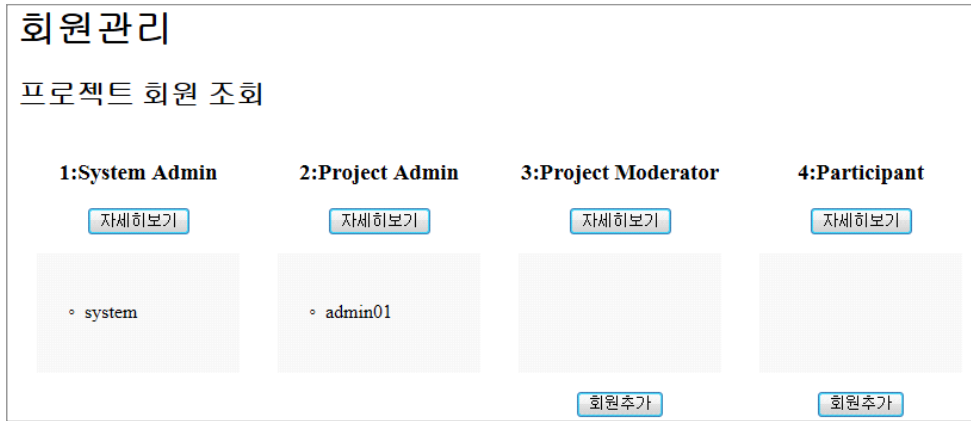 회원관리
프로젝트 회원 조회
1:System Admin 2:Project Admin 3:Project Moderator 4:Participant
자세히보기 자세히보기 자세히보기 자세히보기
system admin01
회원추가 회원추가